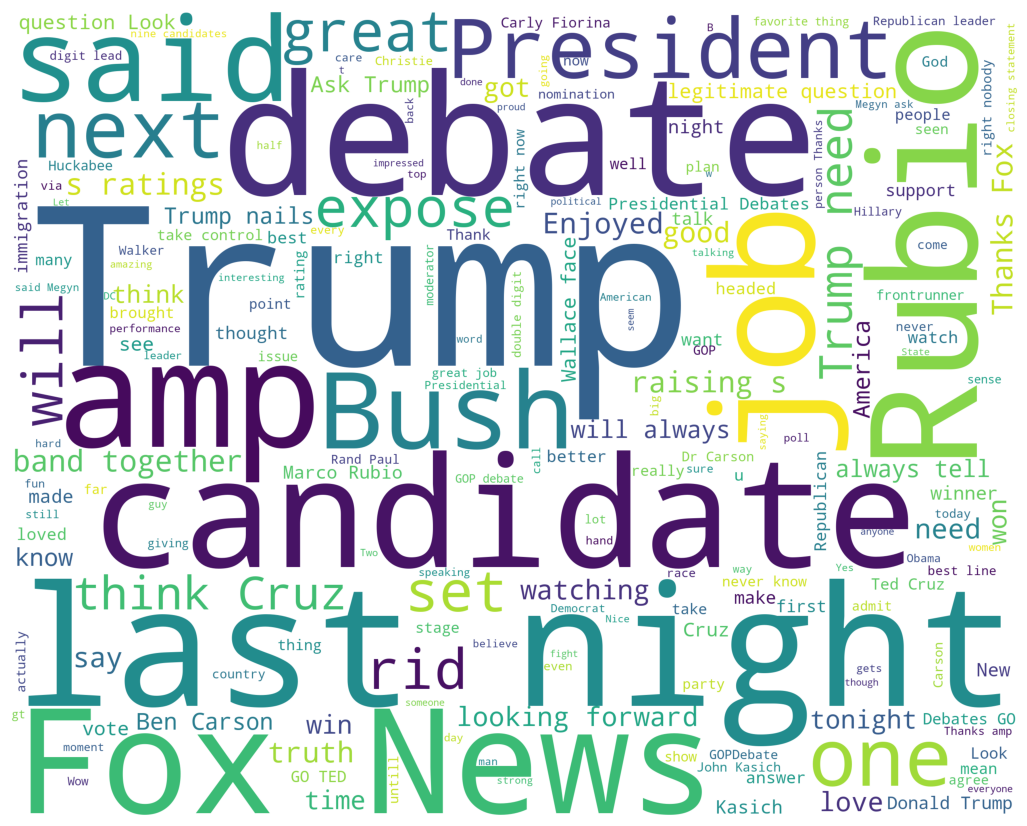 question Look
nine candidates
said
great
Carly Fiorina
B
favorite thing
Republican leader
digit lead
care
t
Christie
President
now
God
closing statement
Ask Trump
got
going
done
legitimate question
next
debate
back
proud
nomination
night
Megyn ask
people
right nobody
half
impressed
top
right now
well
plan
w
seen
Huckabee
via
s ratings
expose
political
Presidential Debates
person Thanks
need
support
Rubio
Thanks Fox
immigration
Let
Trump nails
every
Enjoyed
talk
Hillary
take control
best
Thank
good
job
many
Walker
amazing
Trump
right
rating
moderator
talking
come
said Megyn
DC
think
interesting
American
headed
Trump need
frontrunner
brought
point
double digit
Wallace face
seem
performance
see
thought
word
want
never
watch
State
leader
issue
great job
GOP
America
will
amp
Bush
Presidential
raising s
sense
big
saying
hard
will always
poll
band together
Rand Paul
call
better
Dr Carson
always tell
fun
made
far
Marco Rubio
GOP debate
really
sure
u
Republican
winner
still
guy
candidate
lot
today
won
loved
hand
need
anyone
know
giving
Two
Yes
Obama
women
think Cruz
speaking
set
watching
race
way
never know
best line
Ted Cruz
Democrat
Nice
make
first
admit
last night
stage
take
Cruz
actually
say
thing
believe
fight
even
gets
though
Carson
New
country
rid
party
gt
someone
Fox News
vote
Ben Carson
win
looking forward
tonight
Debates GO
Thanks amp
moment
truth
day
show
GOPDebate
one
Look
Wow
GO TED
untill
man
John Kasich
answer
mean
agree
strong
everyone
time
Kasich
love
Donald Trump